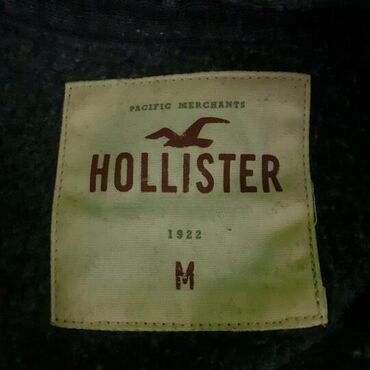 PACIFIC MERCHANTS
HOLLISTER
1922
M